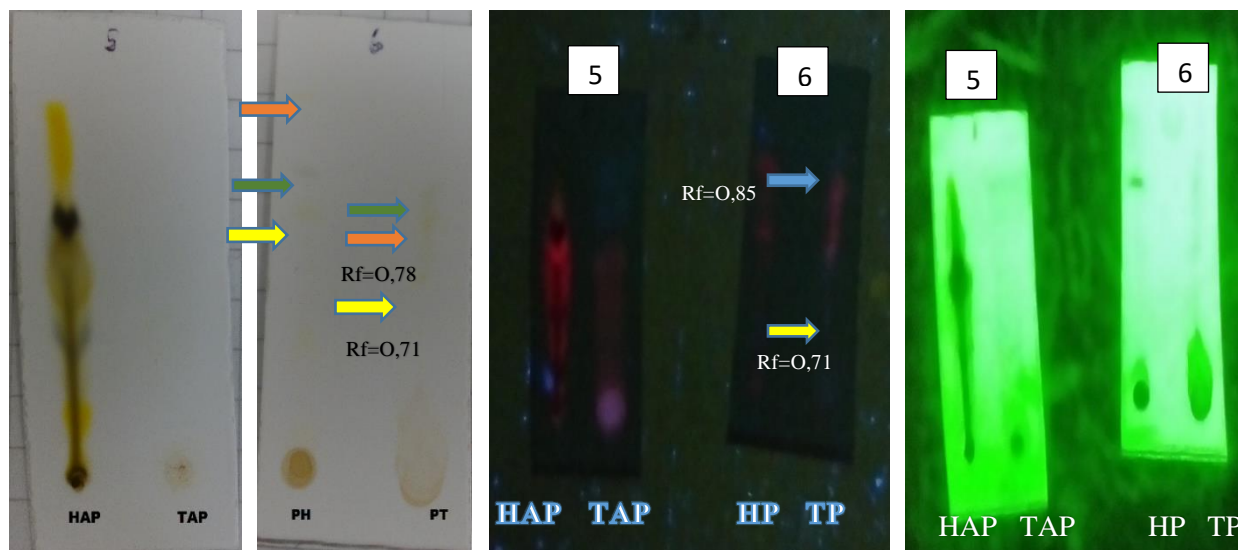 5
HAP TAP
6
Rf=O,78
Rf=O,71
PH PT
5 6
Rf=O,85
Rf=O,71
HAP TAP HP TP
5 6
HAP TAP HP TP